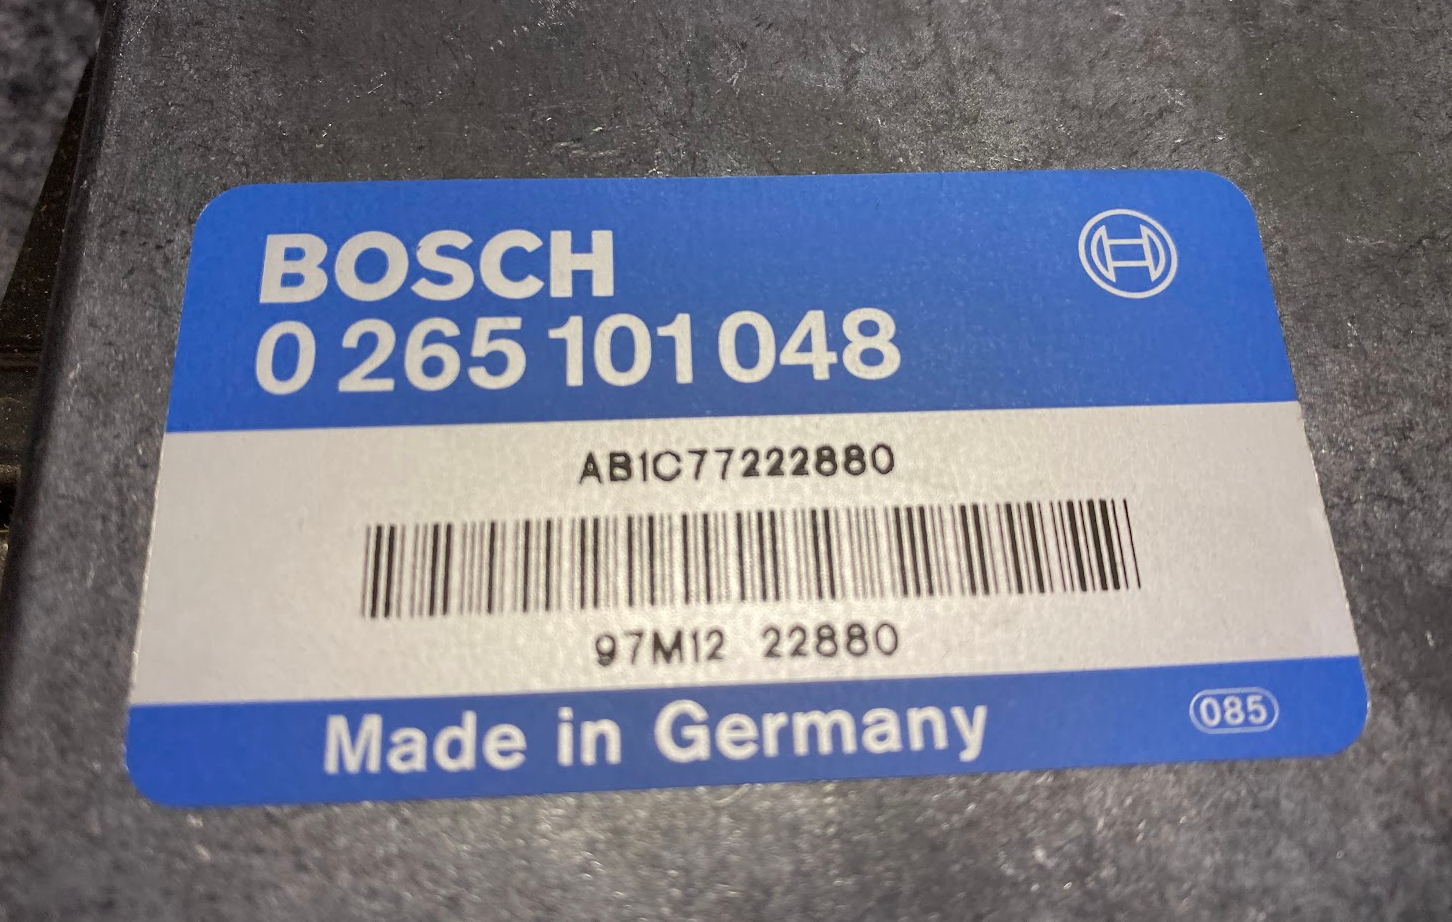 BOSCH
0 265 101 048
AB1C77222880
97M12 22880
Made in Germany
085